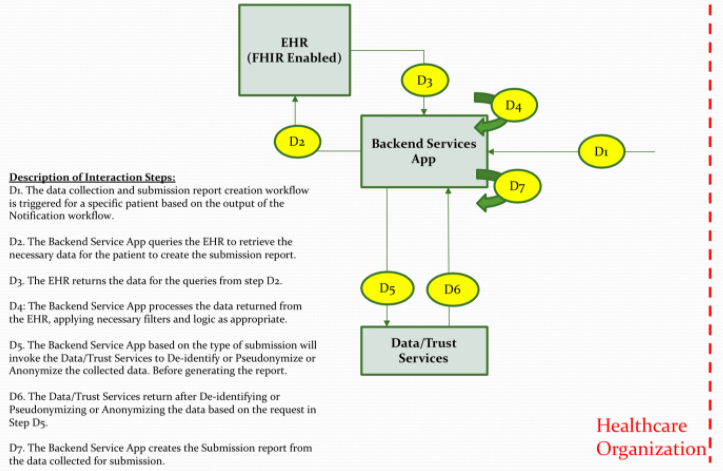 EHR
(FHIR Enabled)
D3
D4
D2
Backend Services
App
D1
D7
Description of Interaction Steps:
D1. The data collection and submission report creation workflow
is triggered for a specific patient based on the output of the
Notification workflow.
D2. The Backend Service App queries the EHR to retrieve the
necessary data for the patient to create the submission report.
D3. The EHR returns the data for the queries from step D2.
D4: The Backend Service App processes the data returned from
the EHR, applying necessary filters and logic as appropriate.
D5. The Backend Service App based on the type of submission will
invoke the Data/Trust Services to De-identify or Pseudonymize or
Anonymize the collected data. Before generating the report.
D6. The Data/Trust Services return after De-identifying or
Pseudonymizing or Anonymizing the data based on the request in
Step D5.
D7. The Backend Service App creates the Submission report from
the data collected for submission.
D5
D6
Data/Trust
Services
Healthcare
Organization